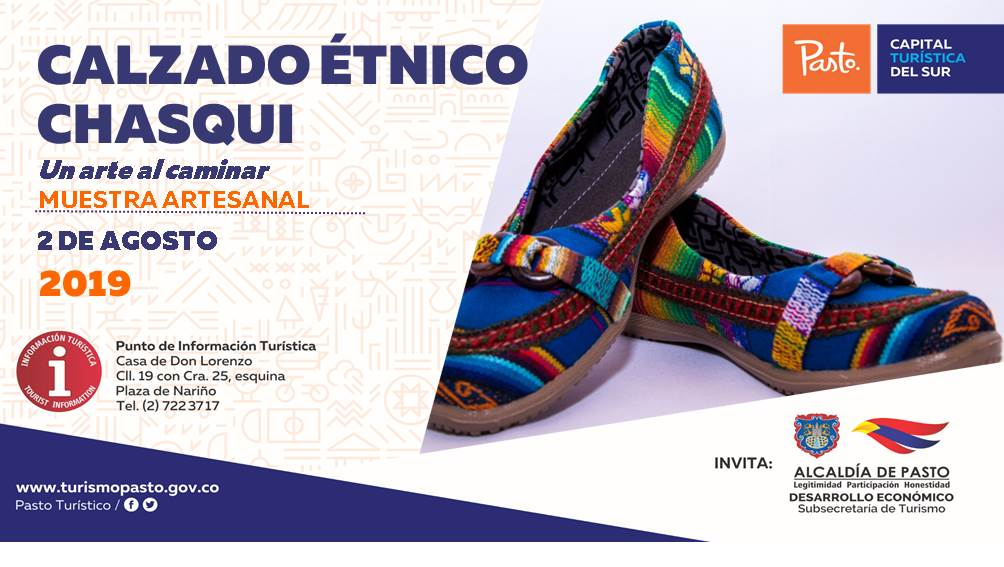 CALZADO ÉTNICO
CHASQUI
Un arte al caminar
MUESTRA ARTESANAL
2 DE AGOSTO
2019
INFORMACIÓN TURÍSTICA
i
TOURIST INFORMATION
Punto de Información Turística
Casa de Don Lorenzo
Cll. 19 con Cra. 25, esquina
Plaza de Nariño
Tel. (2) 7223717
www.turismopasto.gov.co
Pasto Turístico /
Pasto.
CAPITAL
TURÍSTICA
DEL SUR
INVITA:
ALCALDÍA DE PASTO
Legitimidad Participación Honestidad
DESARROLLO ECONÓMICO
Subsecretaría de Turismo